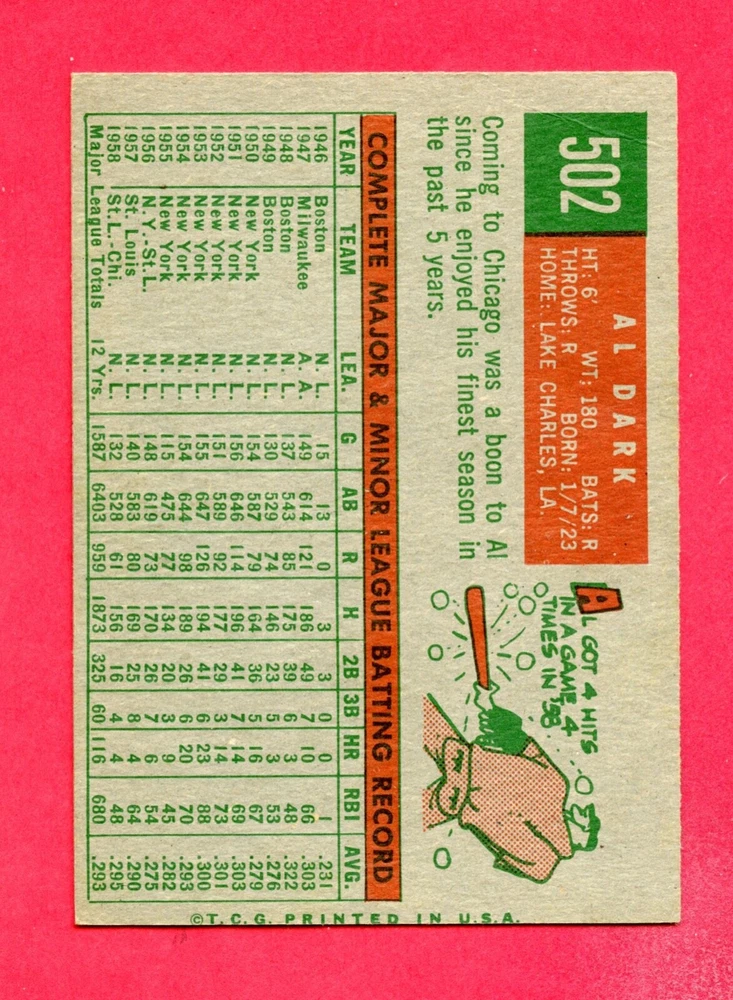 502
AL DARK
HT: 6' WT: 180 BATS: R
THROWS: R BORN: 1/7/23
HOME: LAKE CHARLES, LA.
Coming to Chicago was a boon to Al
since he enjoyed his finest season in
the past 5 years.
AL GOT 4 HITS
IN A GAME 4
TIMES IN '58
COMPLETE MAJOR & MINOR LEAGUE BATTING RECORD
YEAR TEAM LEA. G AB R H 2B 3B HR RBI AVG.
1946 Boston N. L. 15 13 0 3 3 0 0 1 .231
1947 Milwaukee A. A. 149 614 121 186 49 7 10 66 .303
1948 Boston N. L. 137 543 85 175 39 6 3 48 .322
1949 Boston N. L. 130 529 74 146 23 5 3 53 .276
1950 New York N. L. 154 587 79 164 36 5 16 67 .279
1951 New York N. L. 156 646 114 196 41 7 14 69 .303
1952 New York N. L. 151 589 92 177 29 3 14 73 .301
1953 New York N. L. 155 647 126 194 41 6 23 88 .300
1954 New York N. L. 154 644 98 189 26 6 20 70 .293
1955 New York N. L. 115 475 77 134 20 3 9 45 .282
1956 N.Y.-St.L. N. L. 148 619 73 170 26 7 6 54 .275
1957 St. Louis N. L. 140 583 80 169 25 8 4 64 .290
1958 St.L.-Chi. N. L. 132 528 61 156 16 4 4 48 .295
Major League Totals 12 Yrs. 1587 6403 959 1873 325 60 116 680 .293
©T.C.G. PRINTED IN U.S.A.